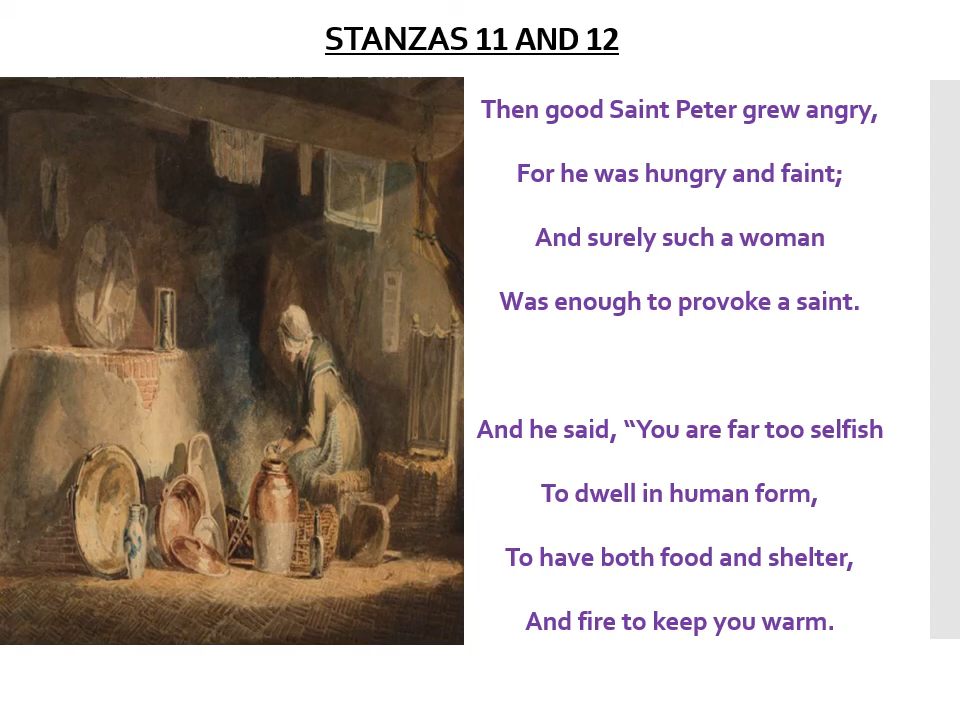 STANZAS 11 AND 12
Then good Saint Peter grew angry,
For he was hungry and faint;
And surely such a woman
Was enough to provoke a saint.
And he said, “You are far too selfish
To dwell in human form,
To have both food and shelter,
And fire to keep you warm.